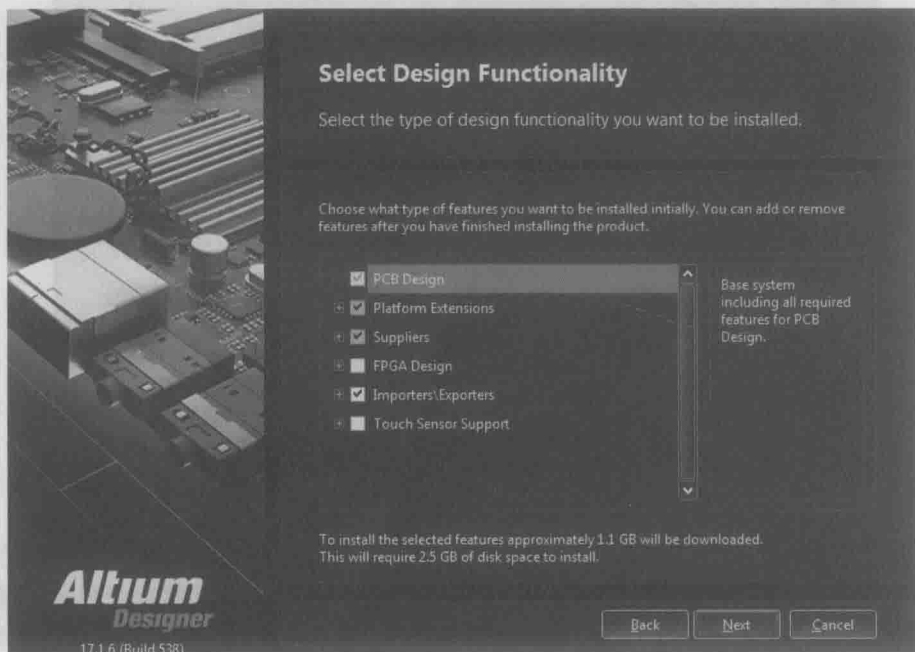 Select Design Functionality
Select the type of design functionality you want to be installed.
Choose what type of features you want to be installed initially. You can add or remove
features after you have finished installing the product.
PCB Design
Platform Extensions
Suppliers
FPGA Design
Importers\Exporters
Touch Sensor Support
Base system
including all required
features for PCB
Design.
To install the selected features approximately 1.1 GB will be downloaded.
This will require 2.5 GB of disk space to install.
Altium
Designer
17.1.6 (Build 538)
Back
Next
Cancel